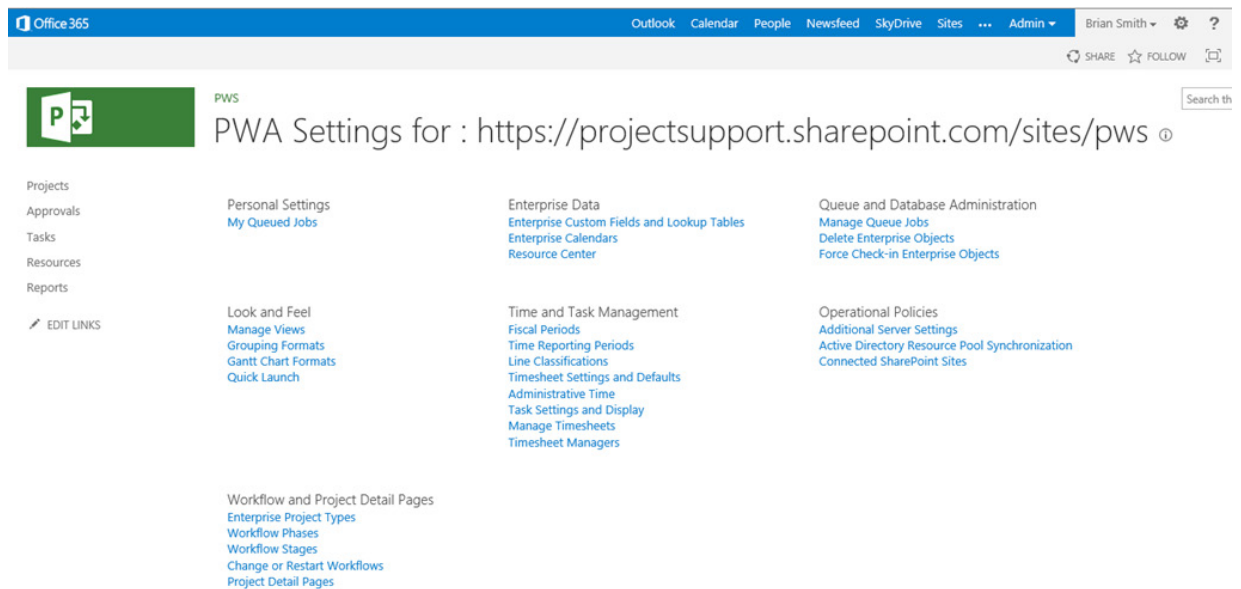 Office 365 Outlook Calendar People Newsfeed SkyDrive Sites ... Admin Brian Smith ?
SHARE FOLLOW
P
PWS
Search th
PWA Settings for : https://projectsupport.sharepoint.com/sites/pws
Projects
Approvals
Tasks
Resources
Reports
EDIT LINKS
Personal Settings
My Queued Jobs
Enterprise Data
Enterprise Custom Fields and Lookup Tables
Enterprise Calendars
Resource Center
Queue and Database Administration
Manage Queue Jobs
Delete Enterprise Objects
Force Check-in Enterprise Objects
Look and Feel
Manage Views
Grouping Formats
Gantt Chart Formats
Quick Launch
Time and Task Management
Fiscal Periods
Time Reporting Periods
Line Classifications
Timesheet Settings and Defaults
Administrative Time
Task Settings and Display
Manage Timesheets
Timesheet Managers
Operational Policies
Additional Server Settings
Active Directory Resource Pool Synchronization
Connected SharePoint Sites
Workflow and Project Detail Pages
Enterprise Project Types
Workflow Phases
Workflow Stages
Change or Restart Workflows
Project Detail Pages